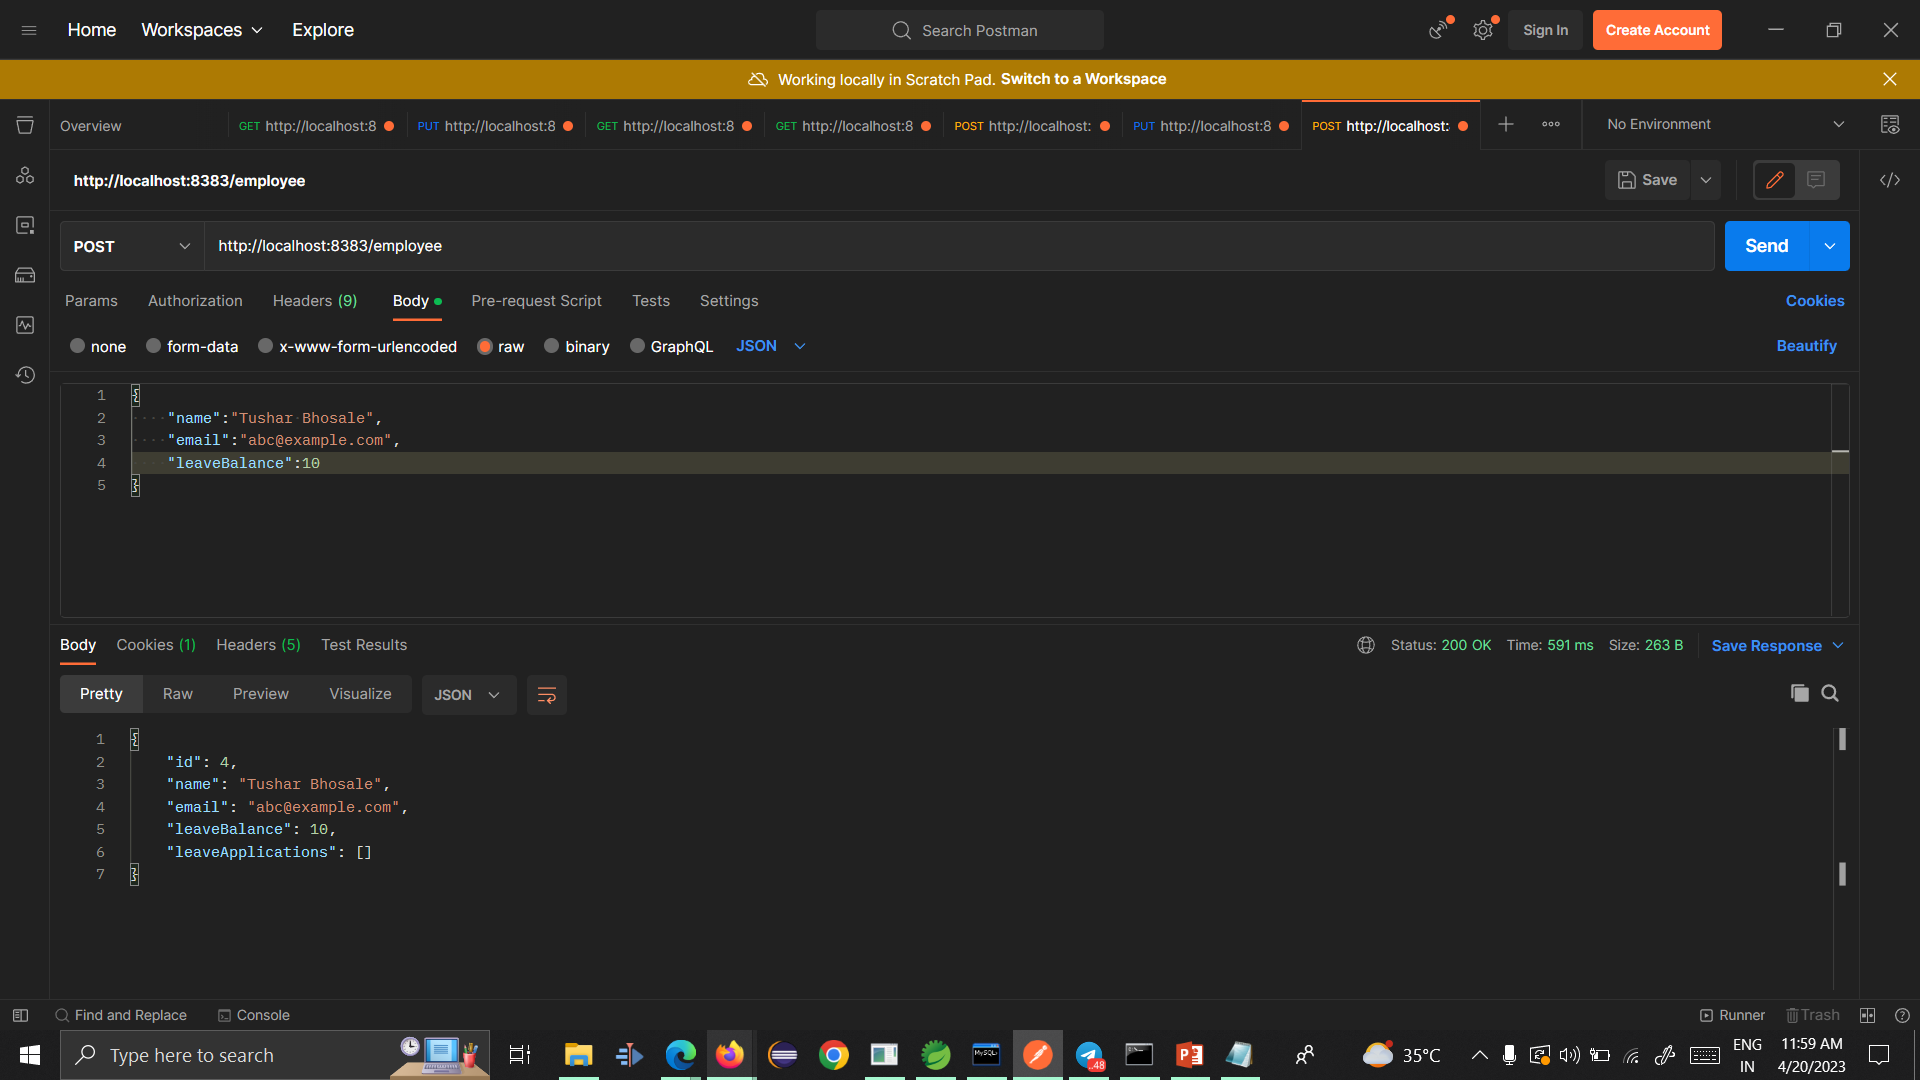 Home Workspaces Explore Search Postman Sign In Create Account
Working locally in Scratch Pad. Switch to a Workspace
Overview GET http://localhost:8 PUT http://localhost:8 GET http://localhost:8 GET http://localhost:8 POST http://localhost: PUT http://localhost:8 POST http://localhost: No Environment
http://localhost:8383/employee Save
POST http://localhost:8383/employee Send
Params Authorization Headers (9) Body Pre-request Script Tests Settings Cookies
none form-data x-www-form-urlencoded raw binary GraphQL JSON Beautify
1 {
2 "name":"Tushar Bhosale",
3 "email":"abc@example.com",
4 "leaveBalance":10
5 }
Body Cookies (1) Headers (5) Test Results Status: 200 OK Time: 591 ms Size: 263 B Save Response
Pretty Raw Preview Visualize JSON
1 {
2 "id": 4,
3 "name": "Tushar Bhosale",
4 "email": "abc@example.com",
5 "leaveBalance": 10,
6 "leaveApplications": []
7 }
Find and Replace Console Runner Trash
Type here to search MySQL .48 35°C ENG IN 11:59 AM 4/20/2023